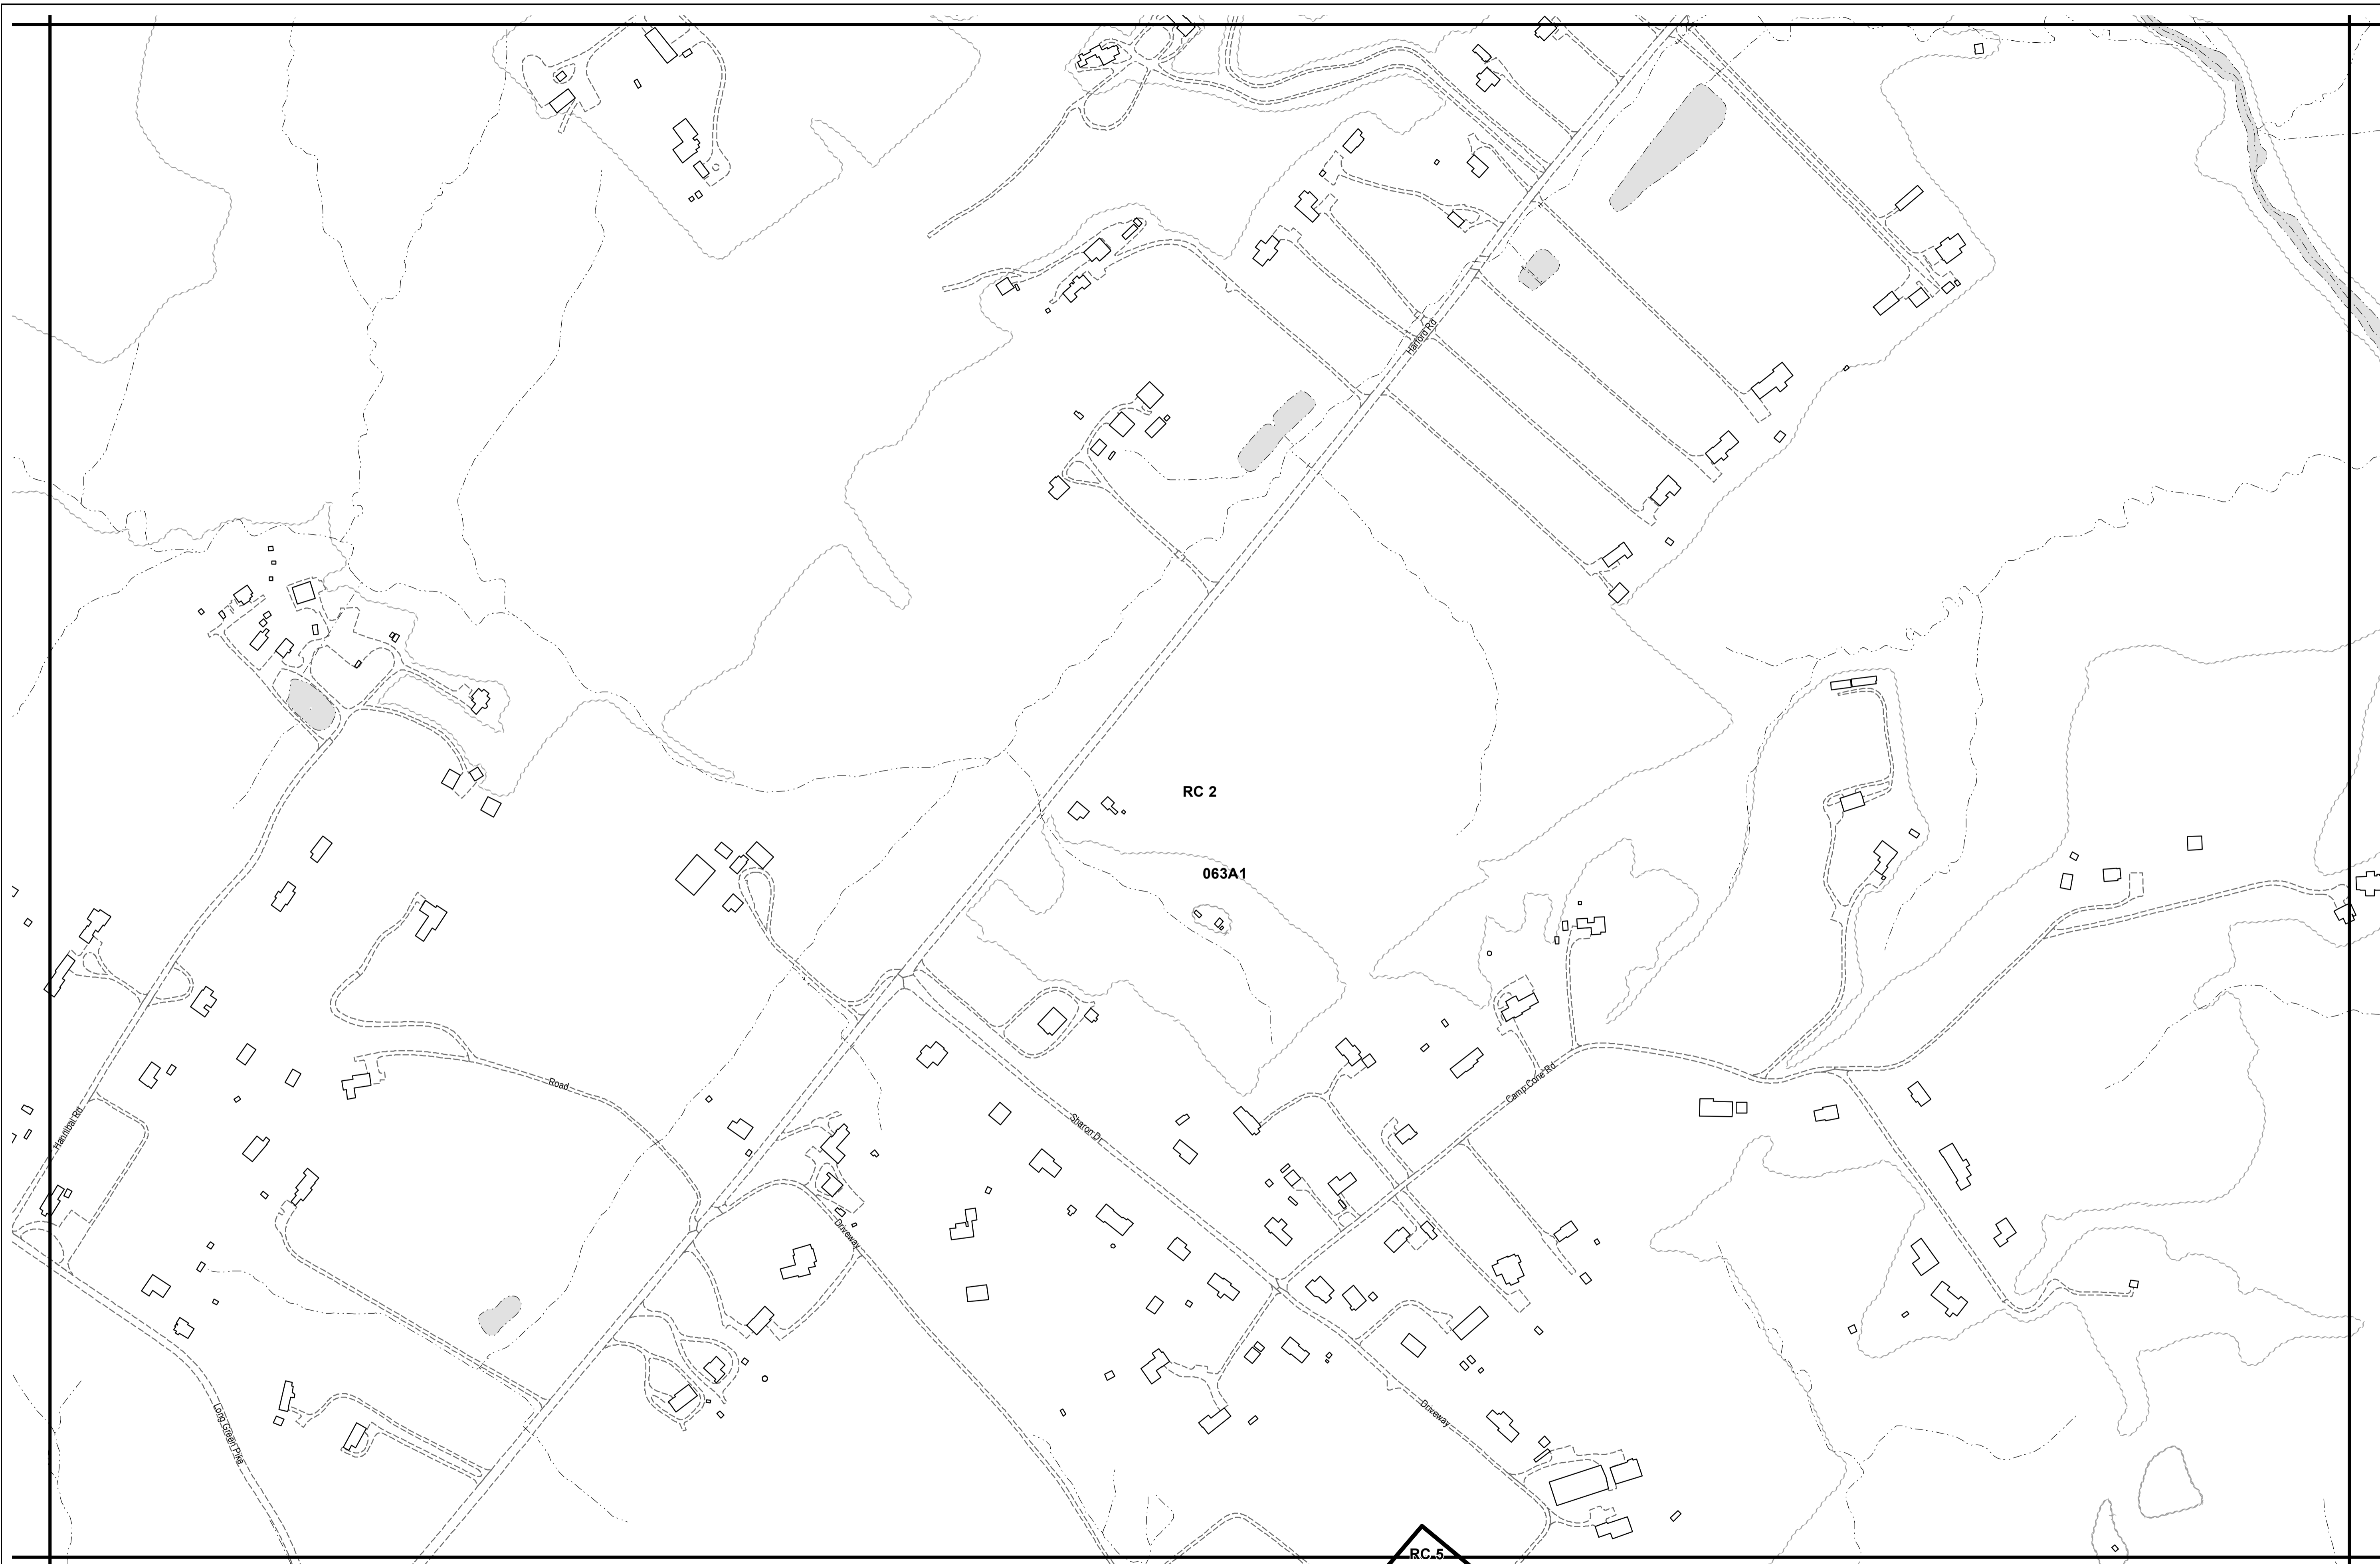 Harford Rd
RC 2
063A1
Road
Hannibal Rd
Sharon Dr
Camp Cone Rd
Driveway
Long Green Pike
Driveway
RC 5